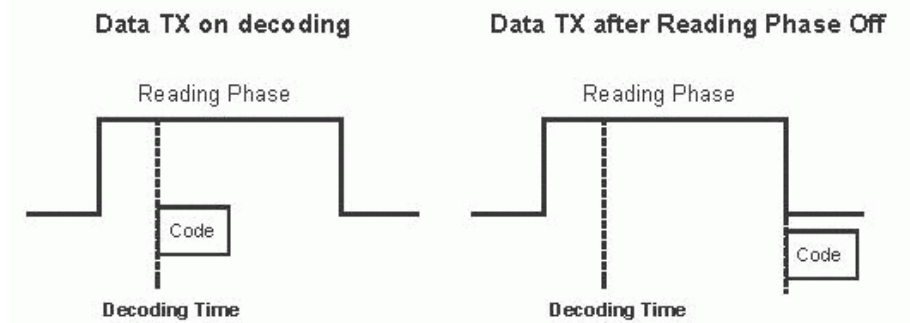 Data TX on decoding
Reading Phase
Code
Decoding Time
Data TX after Reading Phase Off
Reading Phase
Code
Decoding Time